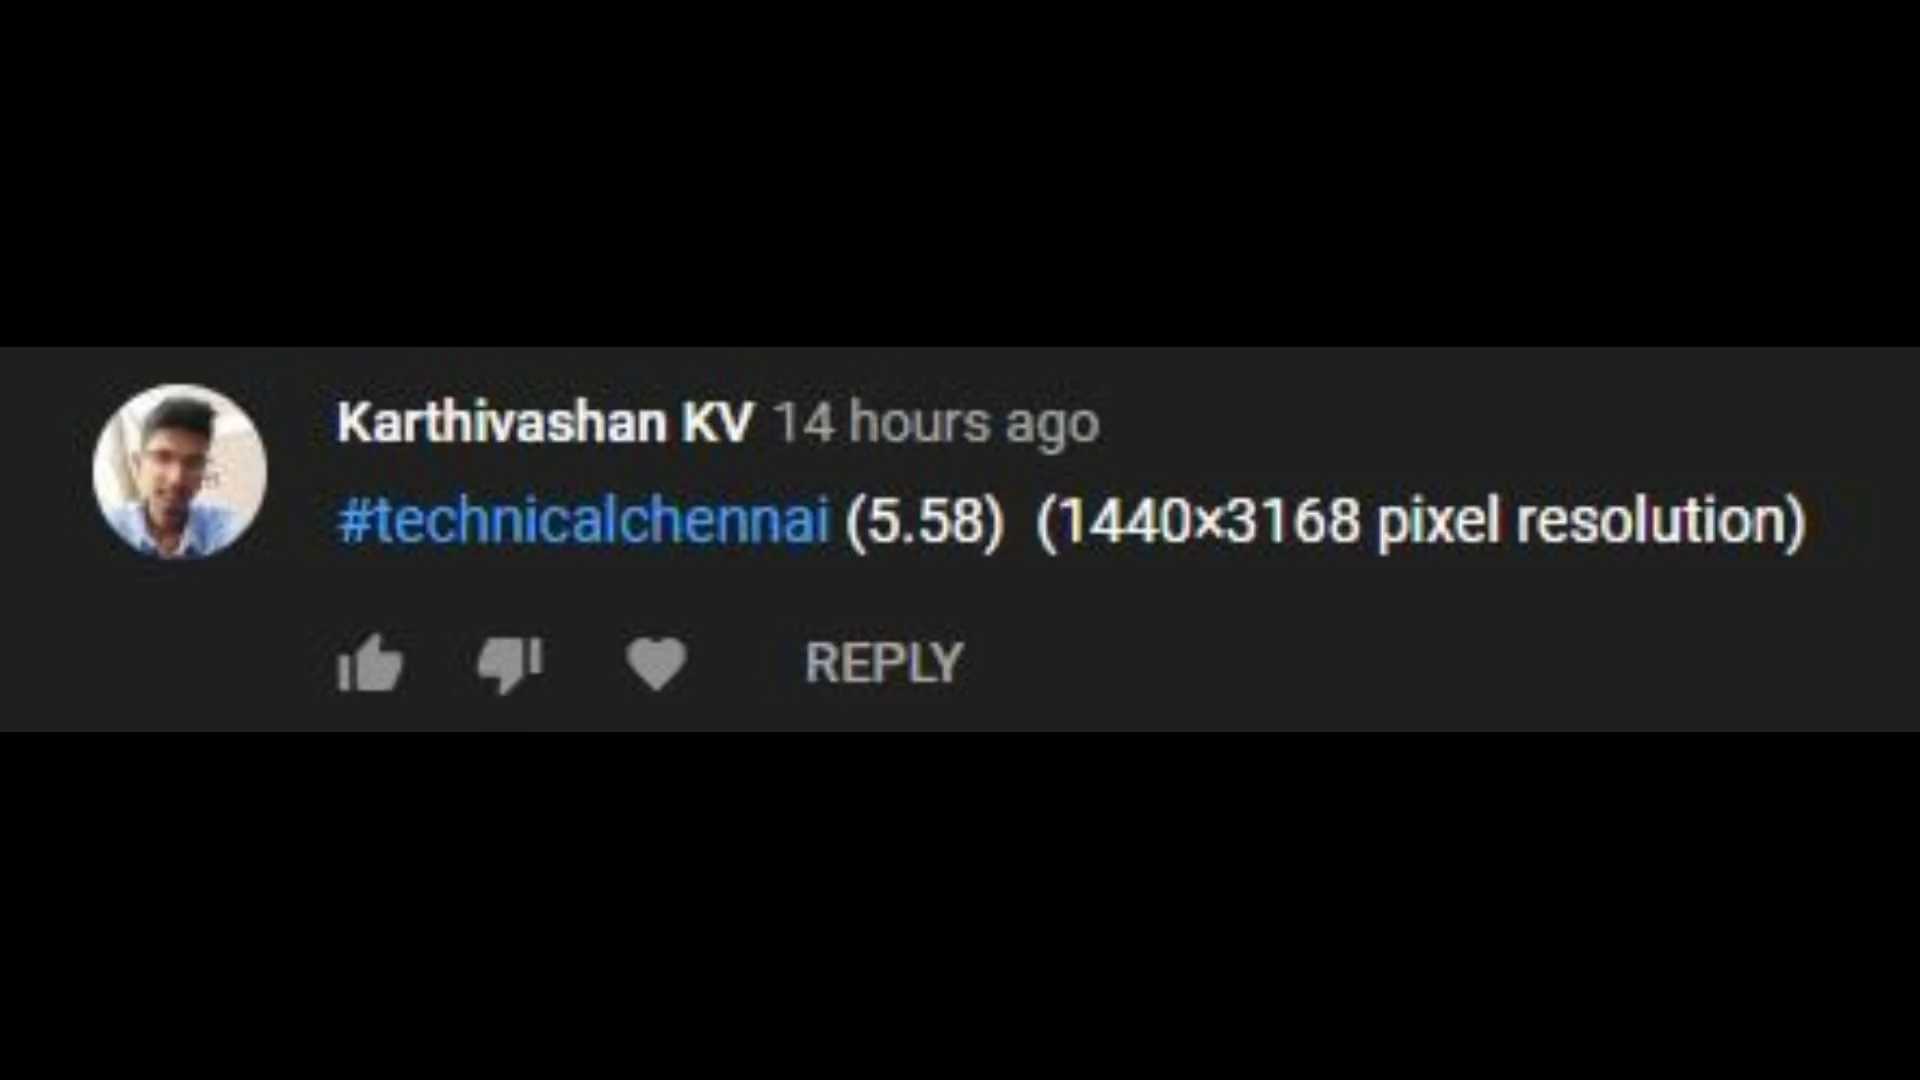 Karthivashan KV 14 hours ago
#technicalchennai (5.58) (1440×3168 pixel resolution)
REPLY